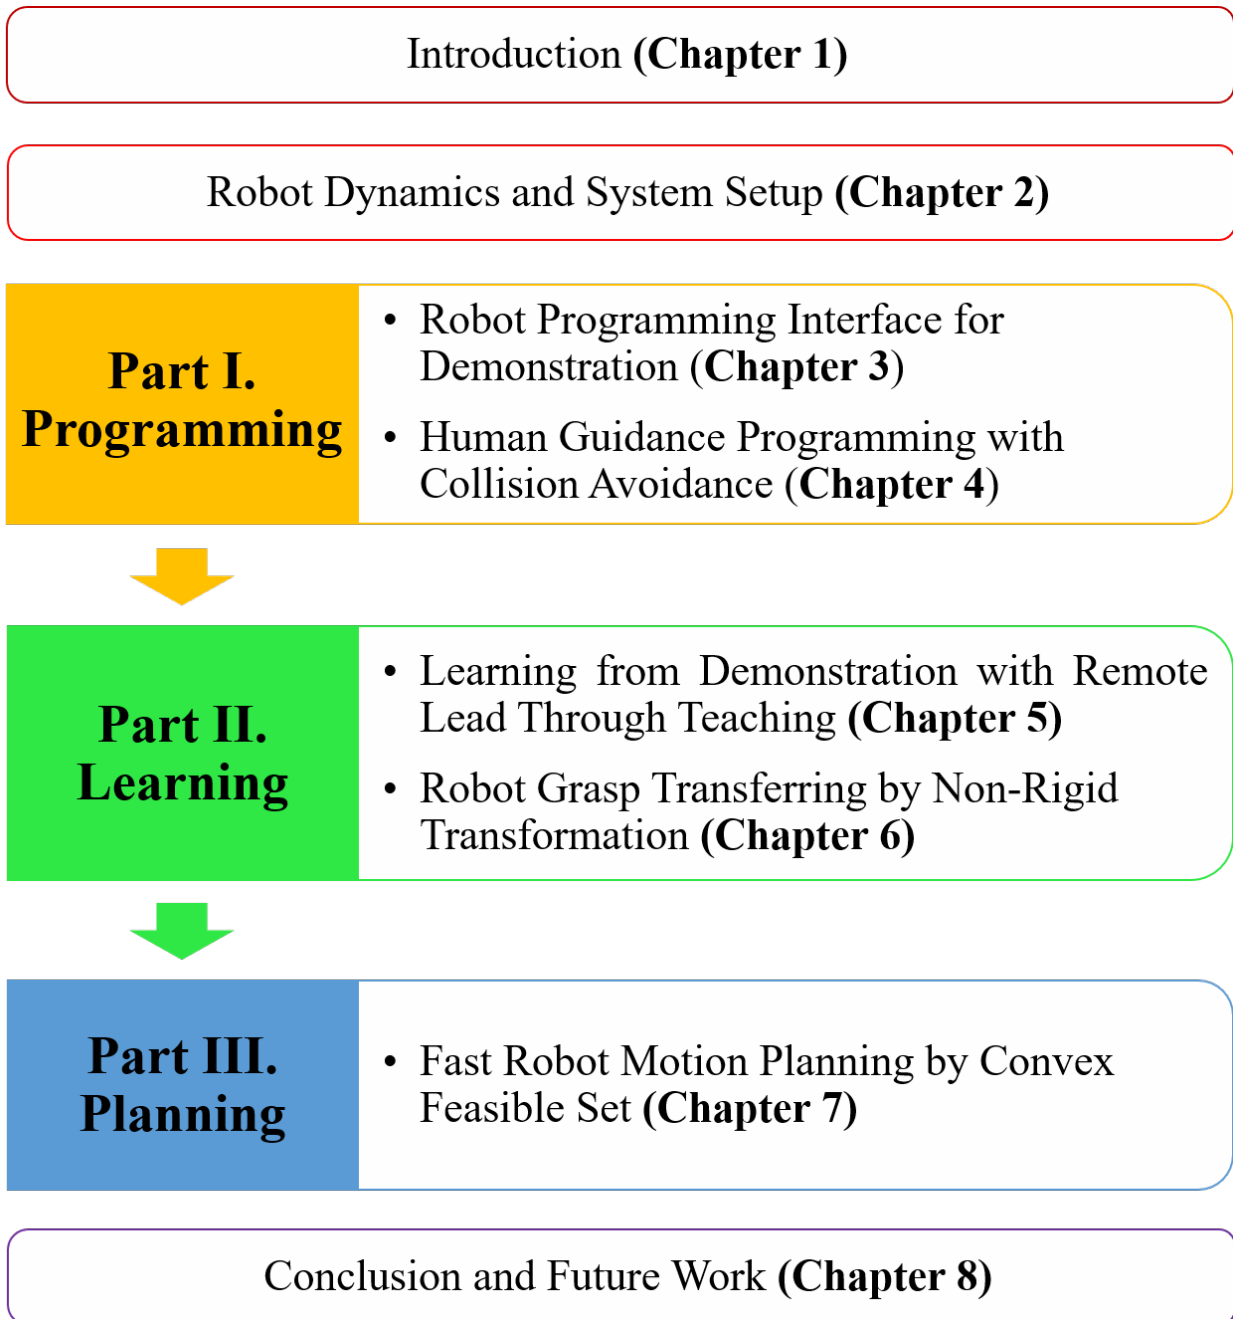 Introduction (Chapter 1)
Robot Dynamics and System Setup (Chapter 2)
Part I.
Programming
• Robot Programming Interface for
Demonstration (Chapter 3)
• Human Guidance Programming with
Collision Avoidance (Chapter 4)
Part II.
Learning
• Learning from Demonstration with Remote
Lead Through Teaching (Chapter 5)
• Robot Grasp Transferring by Non-Rigid
Transformation (Chapter 6)
Part III.
Planning
• Fast Robot Motion Planning by Convex
Feasible Set (Chapter 7)
Conclusion and Future Work (Chapter 8)